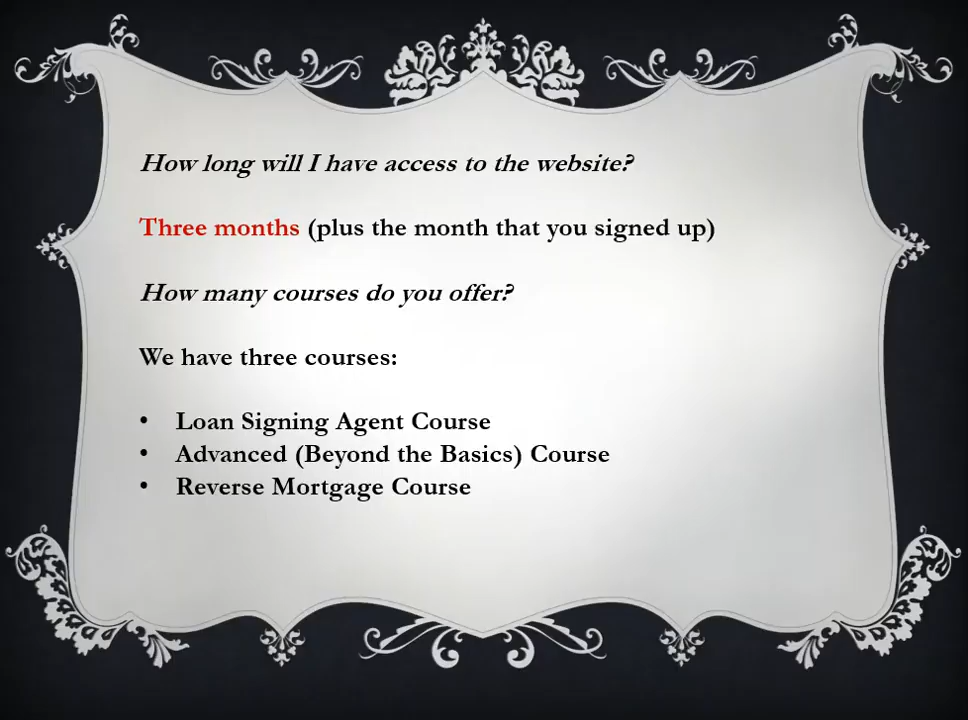 How long will I have access to the website?
Three months (plus the month that you signed up)
How many courses do you offer?
We have three courses:
• Loan Signing Agent Course
• Advanced (Beyond the Basics) Course
• Reverse Mortgage Course